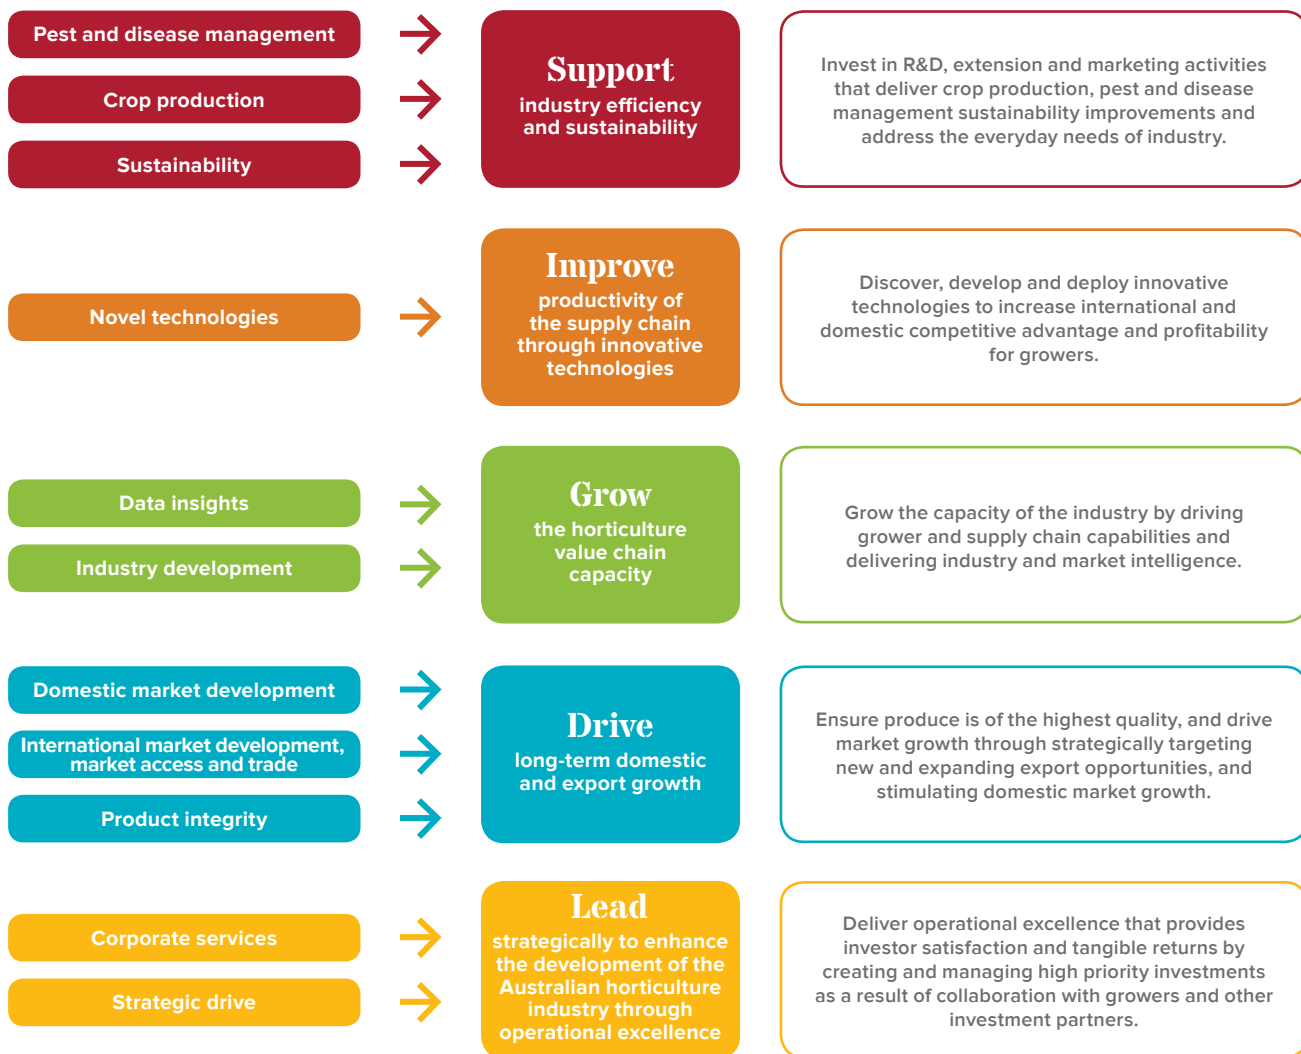 Pest and disease management
Crop production
Sustainability
Support
industry efficiency
and sustainability
Invest in R&D, extension and marketing activities
that deliver crop production, pest and disease
management sustainability improvements and
address the everyday needs of industry.
Novel technologies
Improve
productivity of
the supply chain
through innovative
technologies
Discover, develop and deploy innovative
technologies to increase international and
domestic competitive advantage and profitability
for growers.
Data insights
Industry development
Grow
the horticulture
value chain
capacity
Grow the capacity of the industry by driving
grower and supply chain capabilities and
delivering industry and market intelligence.
Domestic market development
International market development,
market access and trade
Product integrity
Drive
long-term domestic
and export growth
Ensure produce is of the highest quality, and drive
market growth through strategically targeting
new and expanding export opportunities, and
stimulating domestic market growth.
Corporate services
Strategic drive
Lead
strategically to enhance
the development of the
Australian horticulture
industry through
operational excellence
Deliver operational excellence that provides
investor satisfaction and tangible returns by
creating and managing high priority investments
as a result of collaboration with growers and other
investment partners.